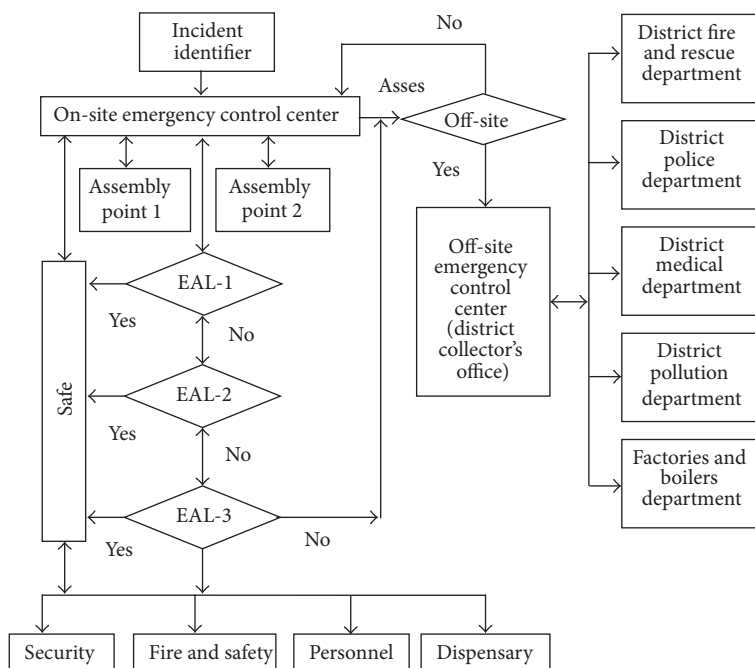 Incident
identifier
No
District fire
and rescue
department
On-site emergency control center
Asses
Off-site
Yes
Assembly
point 1
Assembly
point 2
District
police
department
Off-site
emergency
control
center
(district
collector's
office)
District
medical
department
EAL-1
Yes
No
Safe
District
pollution
department
EAL-2
Yes
No
Factories and
boilers
department
EAL-3
Yes
No
Security
Fire and safety
Personnel
Dispensary